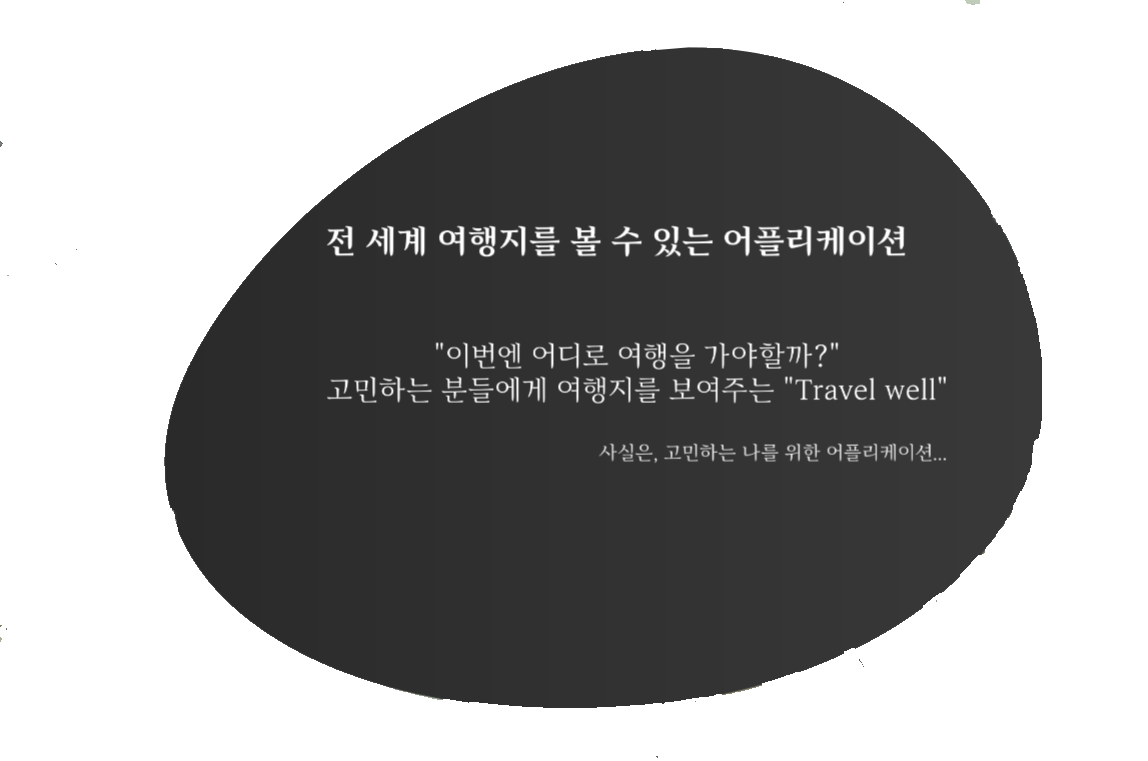 전 세계 여행지를 볼 수 있는 어플리케이션
"이번엔 어디로 여행을 가야할까?"
고민하는 분들에게 여행지를 보여주는 "Travel well"
사실은, 고민하는 나를 위한 어플리케이션...